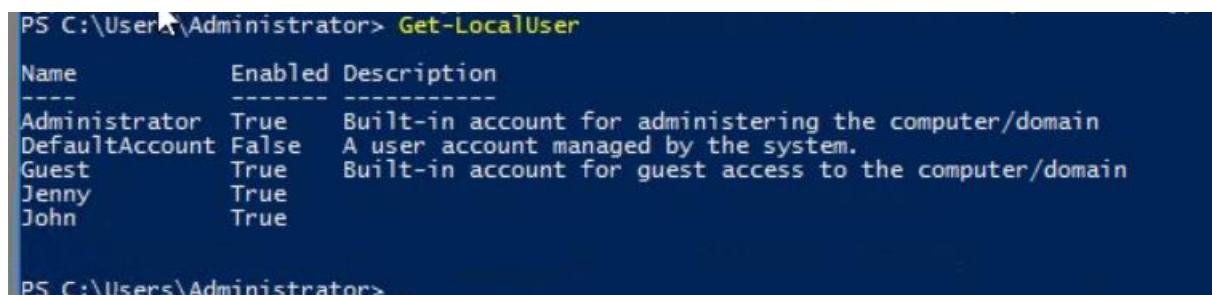 PS C:\Users\Administrator> Get-LocalUser
Name Enabled Description
---- ------- -----------
Administrator True Built-in account for administering the computer/domain
DefaultAccount False A user account managed by the system.
Guest True Built-in account for guest access to the computer/domain
Jenny True
John True
PS C:\Users\Administrator>